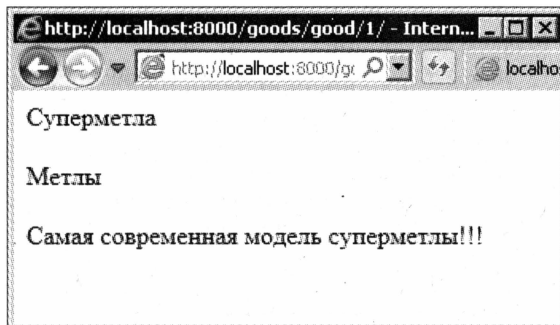 http://localhost:8000/goods/good/1/ - Intern...
http://localhost:8000/g localho
Суперметла
Метлы
Самая современная модель суперметлы!!!